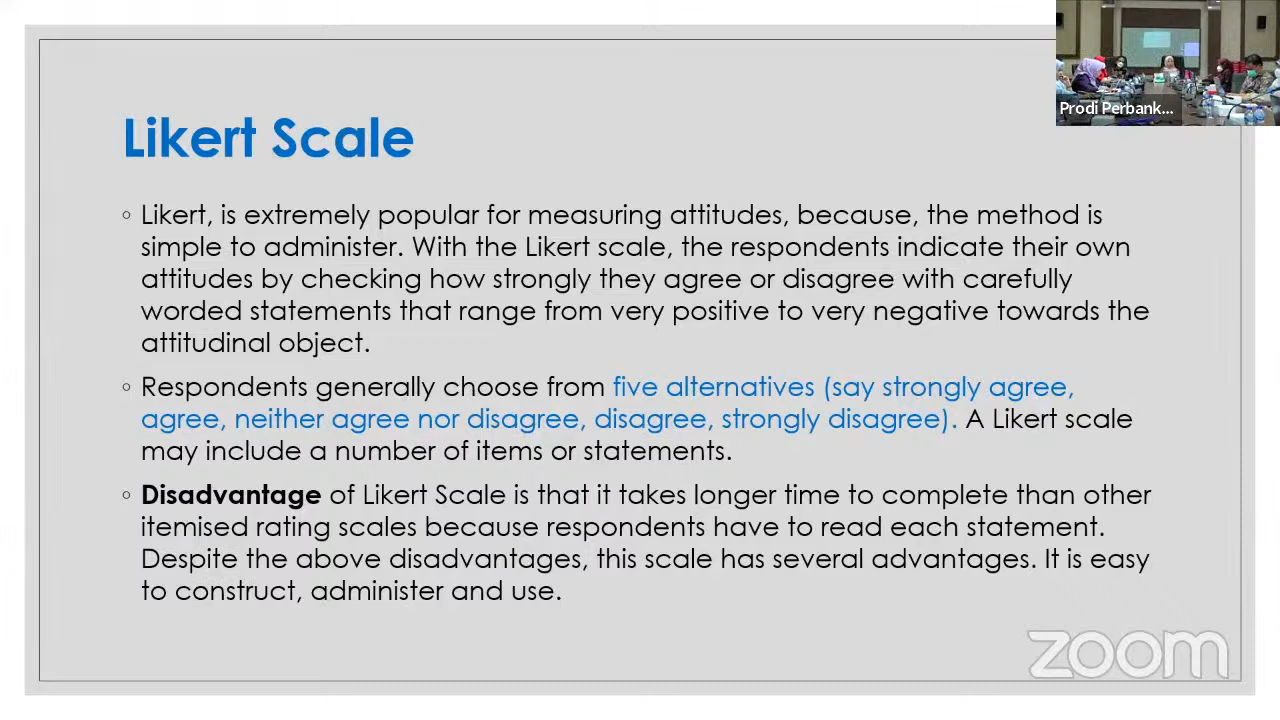 Prodi Perbank...
Likert Scale
◦ Likert, is extremely popular for measuring attitudes, because, the method is
simple to administer. With the Likert scale, the respondents indicate their own
attitudes by checking how strongly they agree or disagree with carefully
worded statements that range from very positive to very negative towards the
attitudinal object.
◦ Respondents generally choose from five alternatives (say strongly agree,
agree, neither agree nor disagree, disagree, strongly disagree). A Likert scale
may include a number of items or statements.
◦ Disadvantage of Likert Scale is that it takes longer time to complete than other
itemised rating scales because respondents have to read each statement.
Despite the above disadvantages, this scale has several advantages. It is easy
to construct, administer and use.
zoom